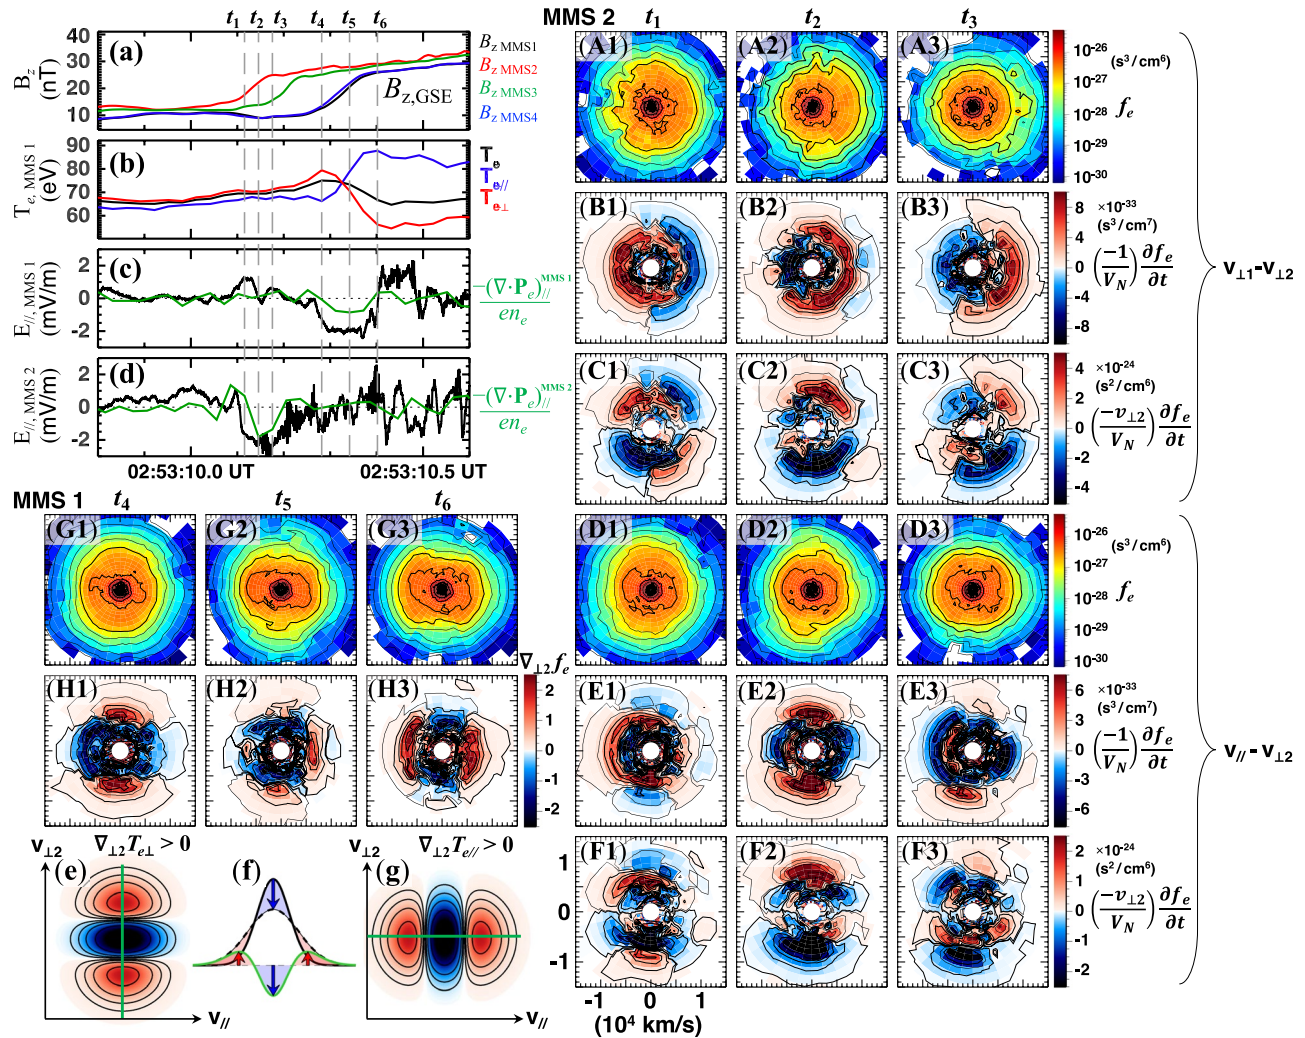 t1 t2 t3 t4 t5 t6
(a)
40
30
20
10
Bz
(nT)
Bz,GSE
Bz MMS1
Bz MMS2
Bz MMS3
Bz MMS4
(b)
90
80
70
60
Te, MMS 1
(eV)
Te
Te//
Te⊥
(c)
2
0
-2
E//, MMS 1
(mV/m)
−(∇·Pe)// MMS 1
ene
(d)
2
0
-2
E//, MMS 2
(mV/m)
−(∇·Pe)// MMS 2
ene
02:53:10.0 UT 02:53:10.5 UT
MMS 2 t1 t2 t3
(A1) (A2) (A3)
10-26
(s3/cm6)
10-27
10-28
fe
10-29
10-30
(B1) (B2) (B3)
8
×10-33
(s3/cm7)
4
0
-4
-8
(−1/VN) ∂fe/∂t
v⊥1-v⊥2
(C1) (C2) (C3)
4
×10-24
(s2/cm6)
2
0
-2
-4
(−v⊥2/VN) ∂fe/∂t
MMS 1 t4 t5 t6
(G1) (G2) (G3)
(D1) (D2) (D3)
10-26
(s3/cm6)
10-27
10-28
fe
10-29
10-30
(H1) (H2) (H3)
∇⊥2fe
2
1
0
-1
-2
(E1) (E2) (E3)
6
×10-33
(s3/cm7)
3
0
-3
-6
(−1/VN) ∂fe/∂t
v// - v⊥2
v⊥2 ∇⊥2Te⊥ > 0 v⊥2 ∇⊥2Te// > 0
(e) (f) (g)
v// v//
(F1) (F2) (F3)
1
0
-1
-1 0 1
(10⁴ km/s)
2
×10-24
(s2/cm6)
1
0
-1
-2
(−v⊥2/VN) ∂fe/∂t